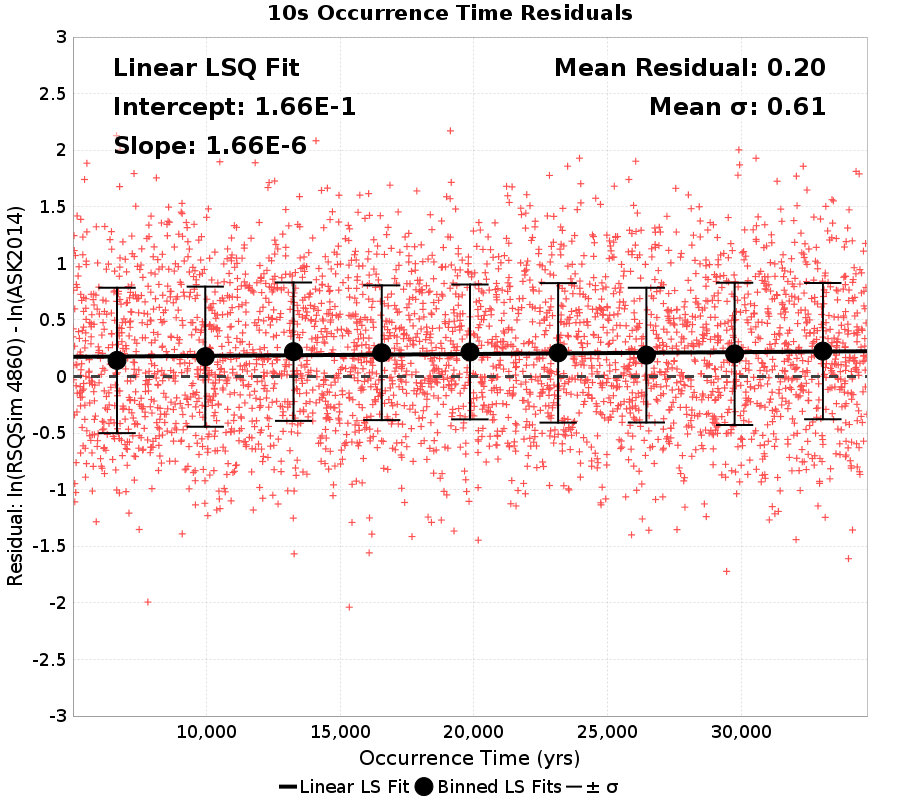 10s Occurrence Time Residuals
Linear LSQ Fit
Intercept: 1.66E-1
Slope: 1.66E-6
Mean Residual: 0.20
Mean σ: 0.61
Residual: ln(RSQSim 4860) - ln(ASK2014)
3
2.5
2
1.5
1
0.5
0
-0.5
-1
-1.5
-2
-2.5
-3
10,000 15,000 20,000 25,000 30,000
Occurrence Time (yrs)
Linear LS Fit Binned LS Fits ± σ